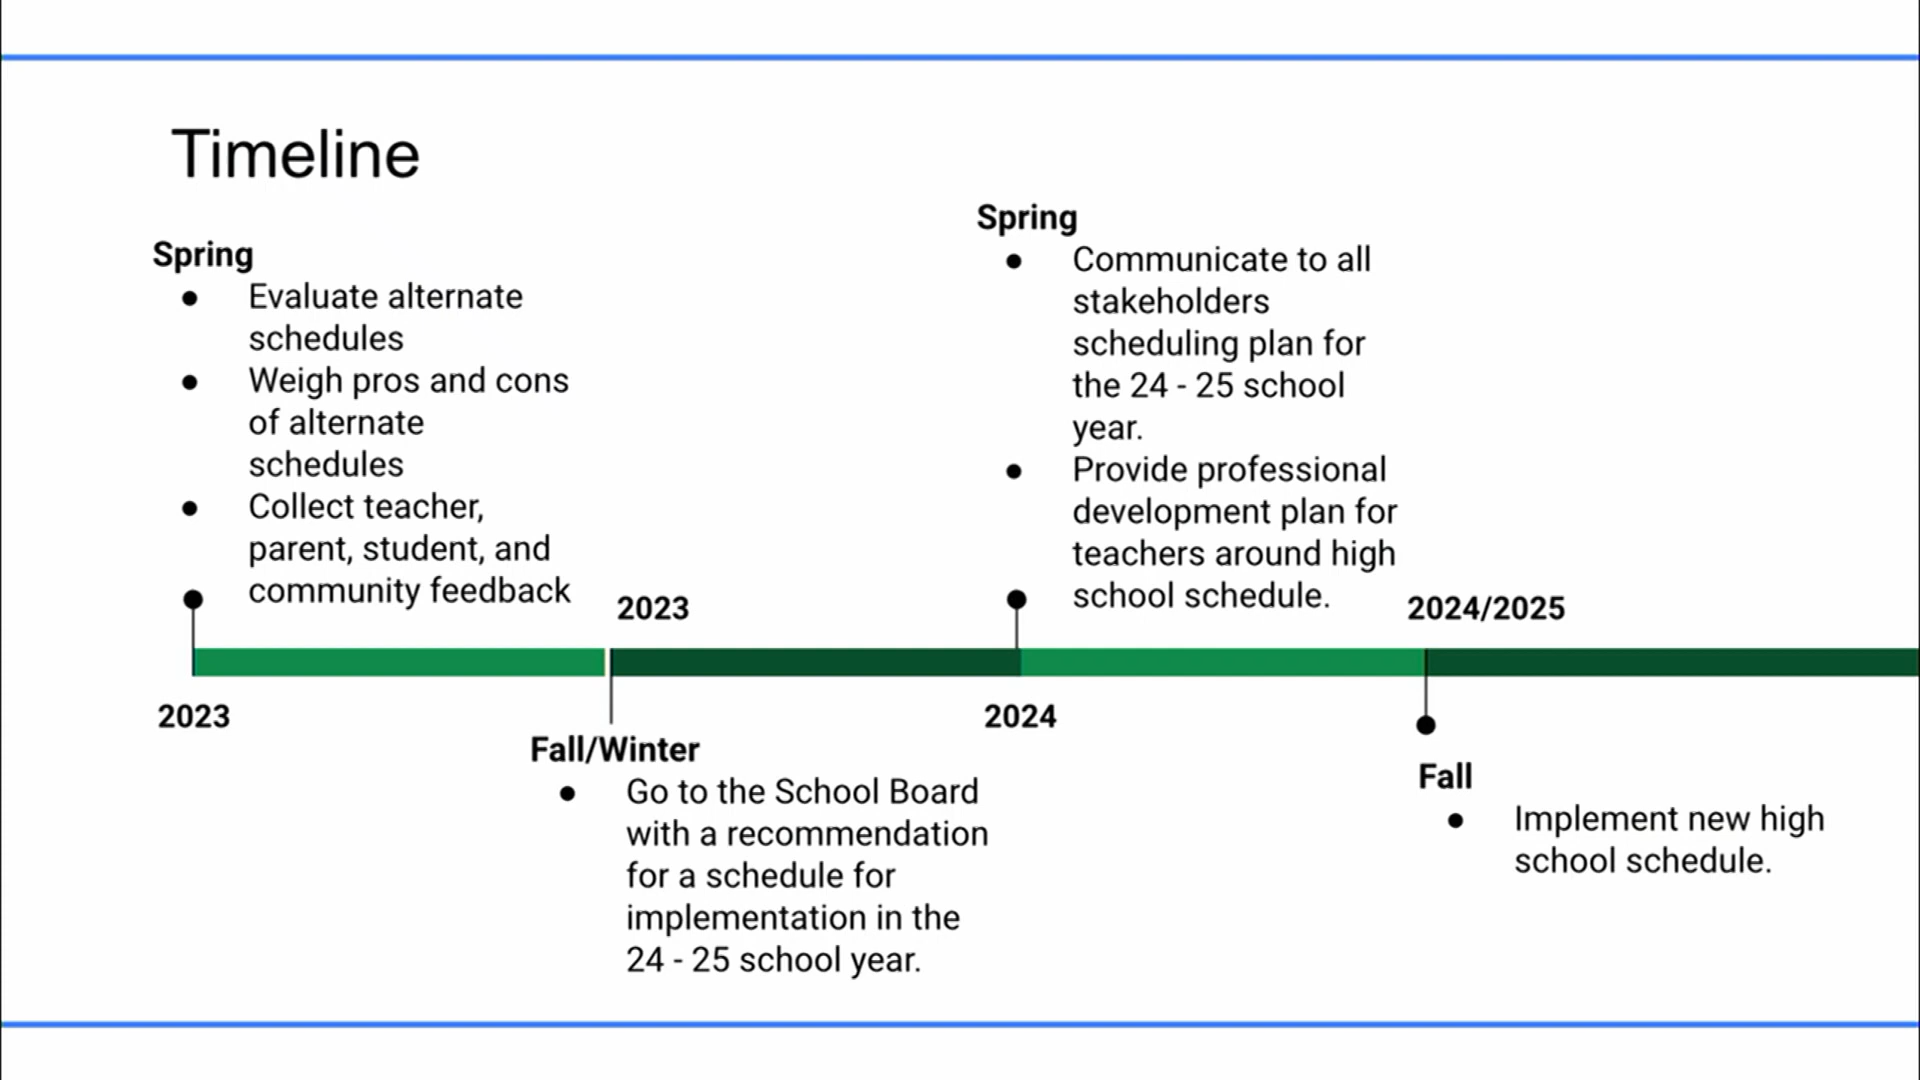 Timeline
Spring
● Evaluate alternate
schedules
● Weigh pros and cons
of alternate
schedules
● Collect teacher,
parent, student, and
community feedback
2023
2023
Fall/Winter
● Go to the School Board
with a recommendation
for a schedule for
implementation in the
24 - 25 school year.
Spring
● Communicate to all
stakeholders
scheduling plan for
the 24 - 25 school
year.
● Provide professional
development plan for
teachers around high
school schedule.
2024
2024/2025
Fall
● Implement new high
school schedule.